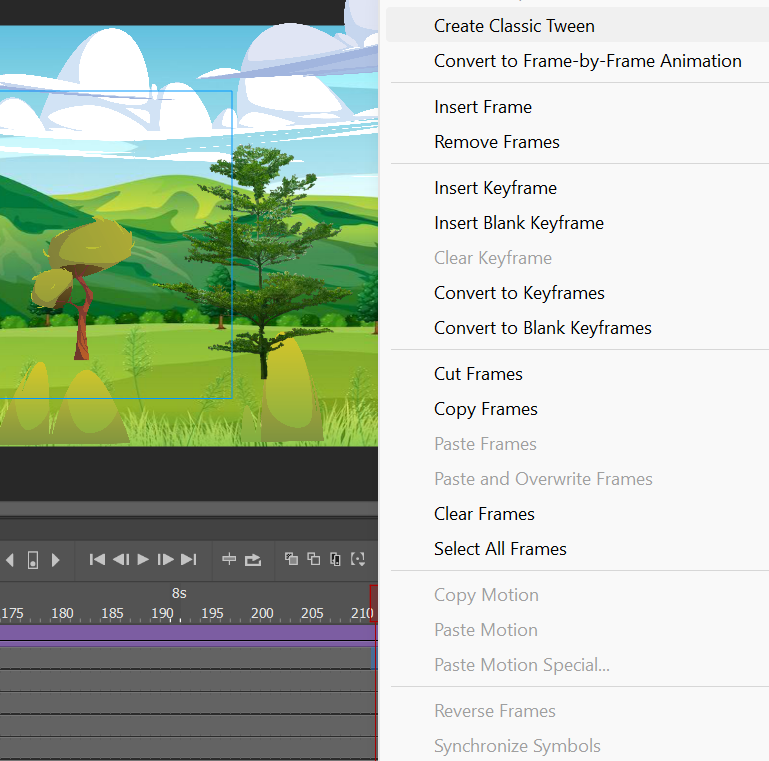 Create Classic Tween
Convert to Frame-by-Frame Animation
Insert Frame
Remove Frames
Insert Keyframe
Insert Blank Keyframe
Clear Keyframe
Convert to Keyframes
Convert to Blank Keyframes
Cut Frames
Copy Frames
Paste Frames
Paste and Overwrite Frames
Clear Frames
Select All Frames
Copy Motion
Paste Motion
Paste Motion Special...
Reverse Frames
Synchronize Symbols
8s
175 180 185 190 195 200 205 210